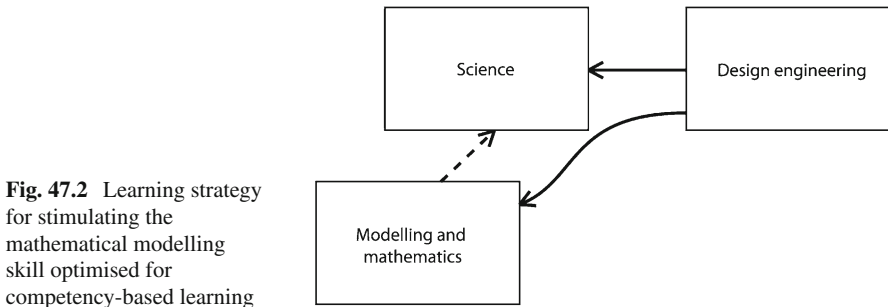 Science
Design engineering
Modelling and
mathematics
Fig. 47.2 Learning strategy
for stimulating the
mathematical modelling
skill optimised for
competency-based learning